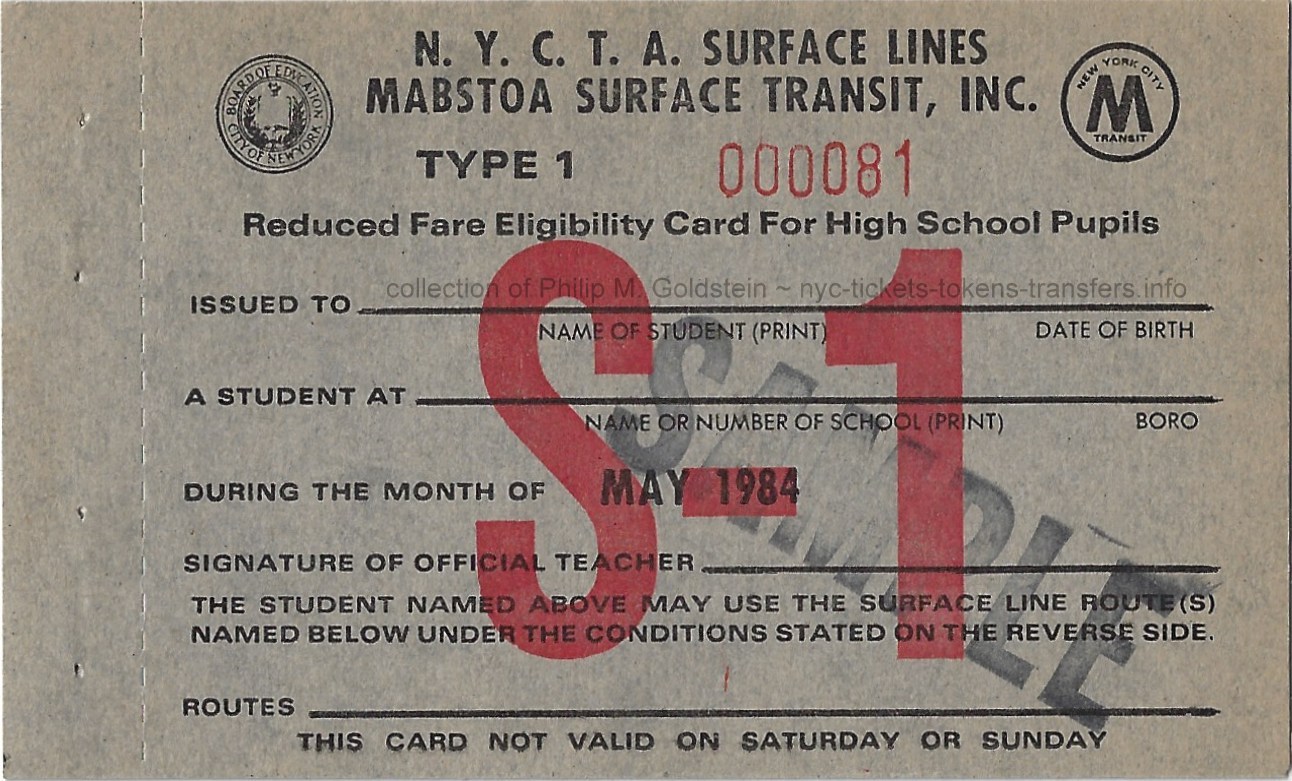 N. Y. C. T. A. SURFACE LINES
MABSTOA SURFACE TRANSIT, INC.
BOARD OF EDUCATION
CITY OF NEW YORK
NEW YORK CITY
M
TRANSIT
TYPE 1 000081
Reduced Fare Eligibility Card For High School Pupils
S-1
collection of Philip M. Goldstein ~ nyc-tickets-tokens-transfers.info
ISSUED TO
NAME OF STUDENT (PRINT) DATE OF BIRTH
SAMPLE
A STUDENT AT
NAME OR NUMBER OF SCHOOL (PRINT) BORO
DURING THE MONTH OF MAY 1984
SIGNATURE OF OFFICIAL TEACHER
THE STUDENT NAMED ABOVE MAY USE THE SURFACE LINE ROUTE(S)
NAMED BELOW UNDER THE CONDITIONS STATED ON THE REVERSE SIDE.
ROUTES
THIS CARD NOT VALID ON SATURDAY OR SUNDAY